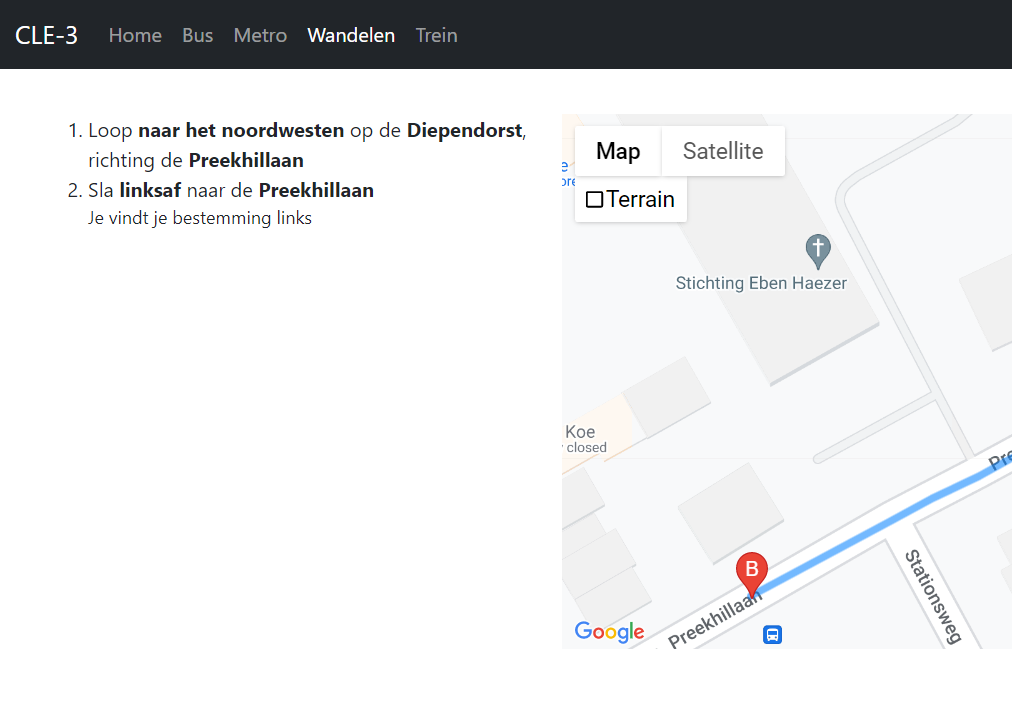 CLE-3 Home Bus Metro Wandelen Trein
1. Loop naar het noordwesten op de Diependorst,
richting de Preekhillaan
2. Sla linksaf naar de Preekhillaan
Je vindt je bestemming links
Map Satellite
Terrain
Stichting Eben Haezer
Koe
closed
B
Preekhillaan
Stationsweg
Google